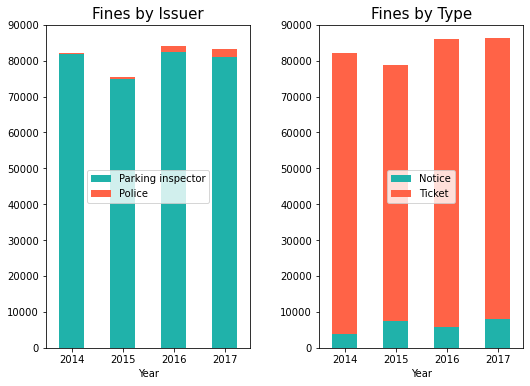 Fines by Issuer
90000
80000
70000
60000
50000
40000
30000
20000
10000
0
Parking inspector
Police
2014 2015 2016 2017
Year
Fines by Type
90000
80000
70000
60000
50000
40000
30000
20000
10000
0
Notice
Ticket
2014 2015 2016 2017
Year